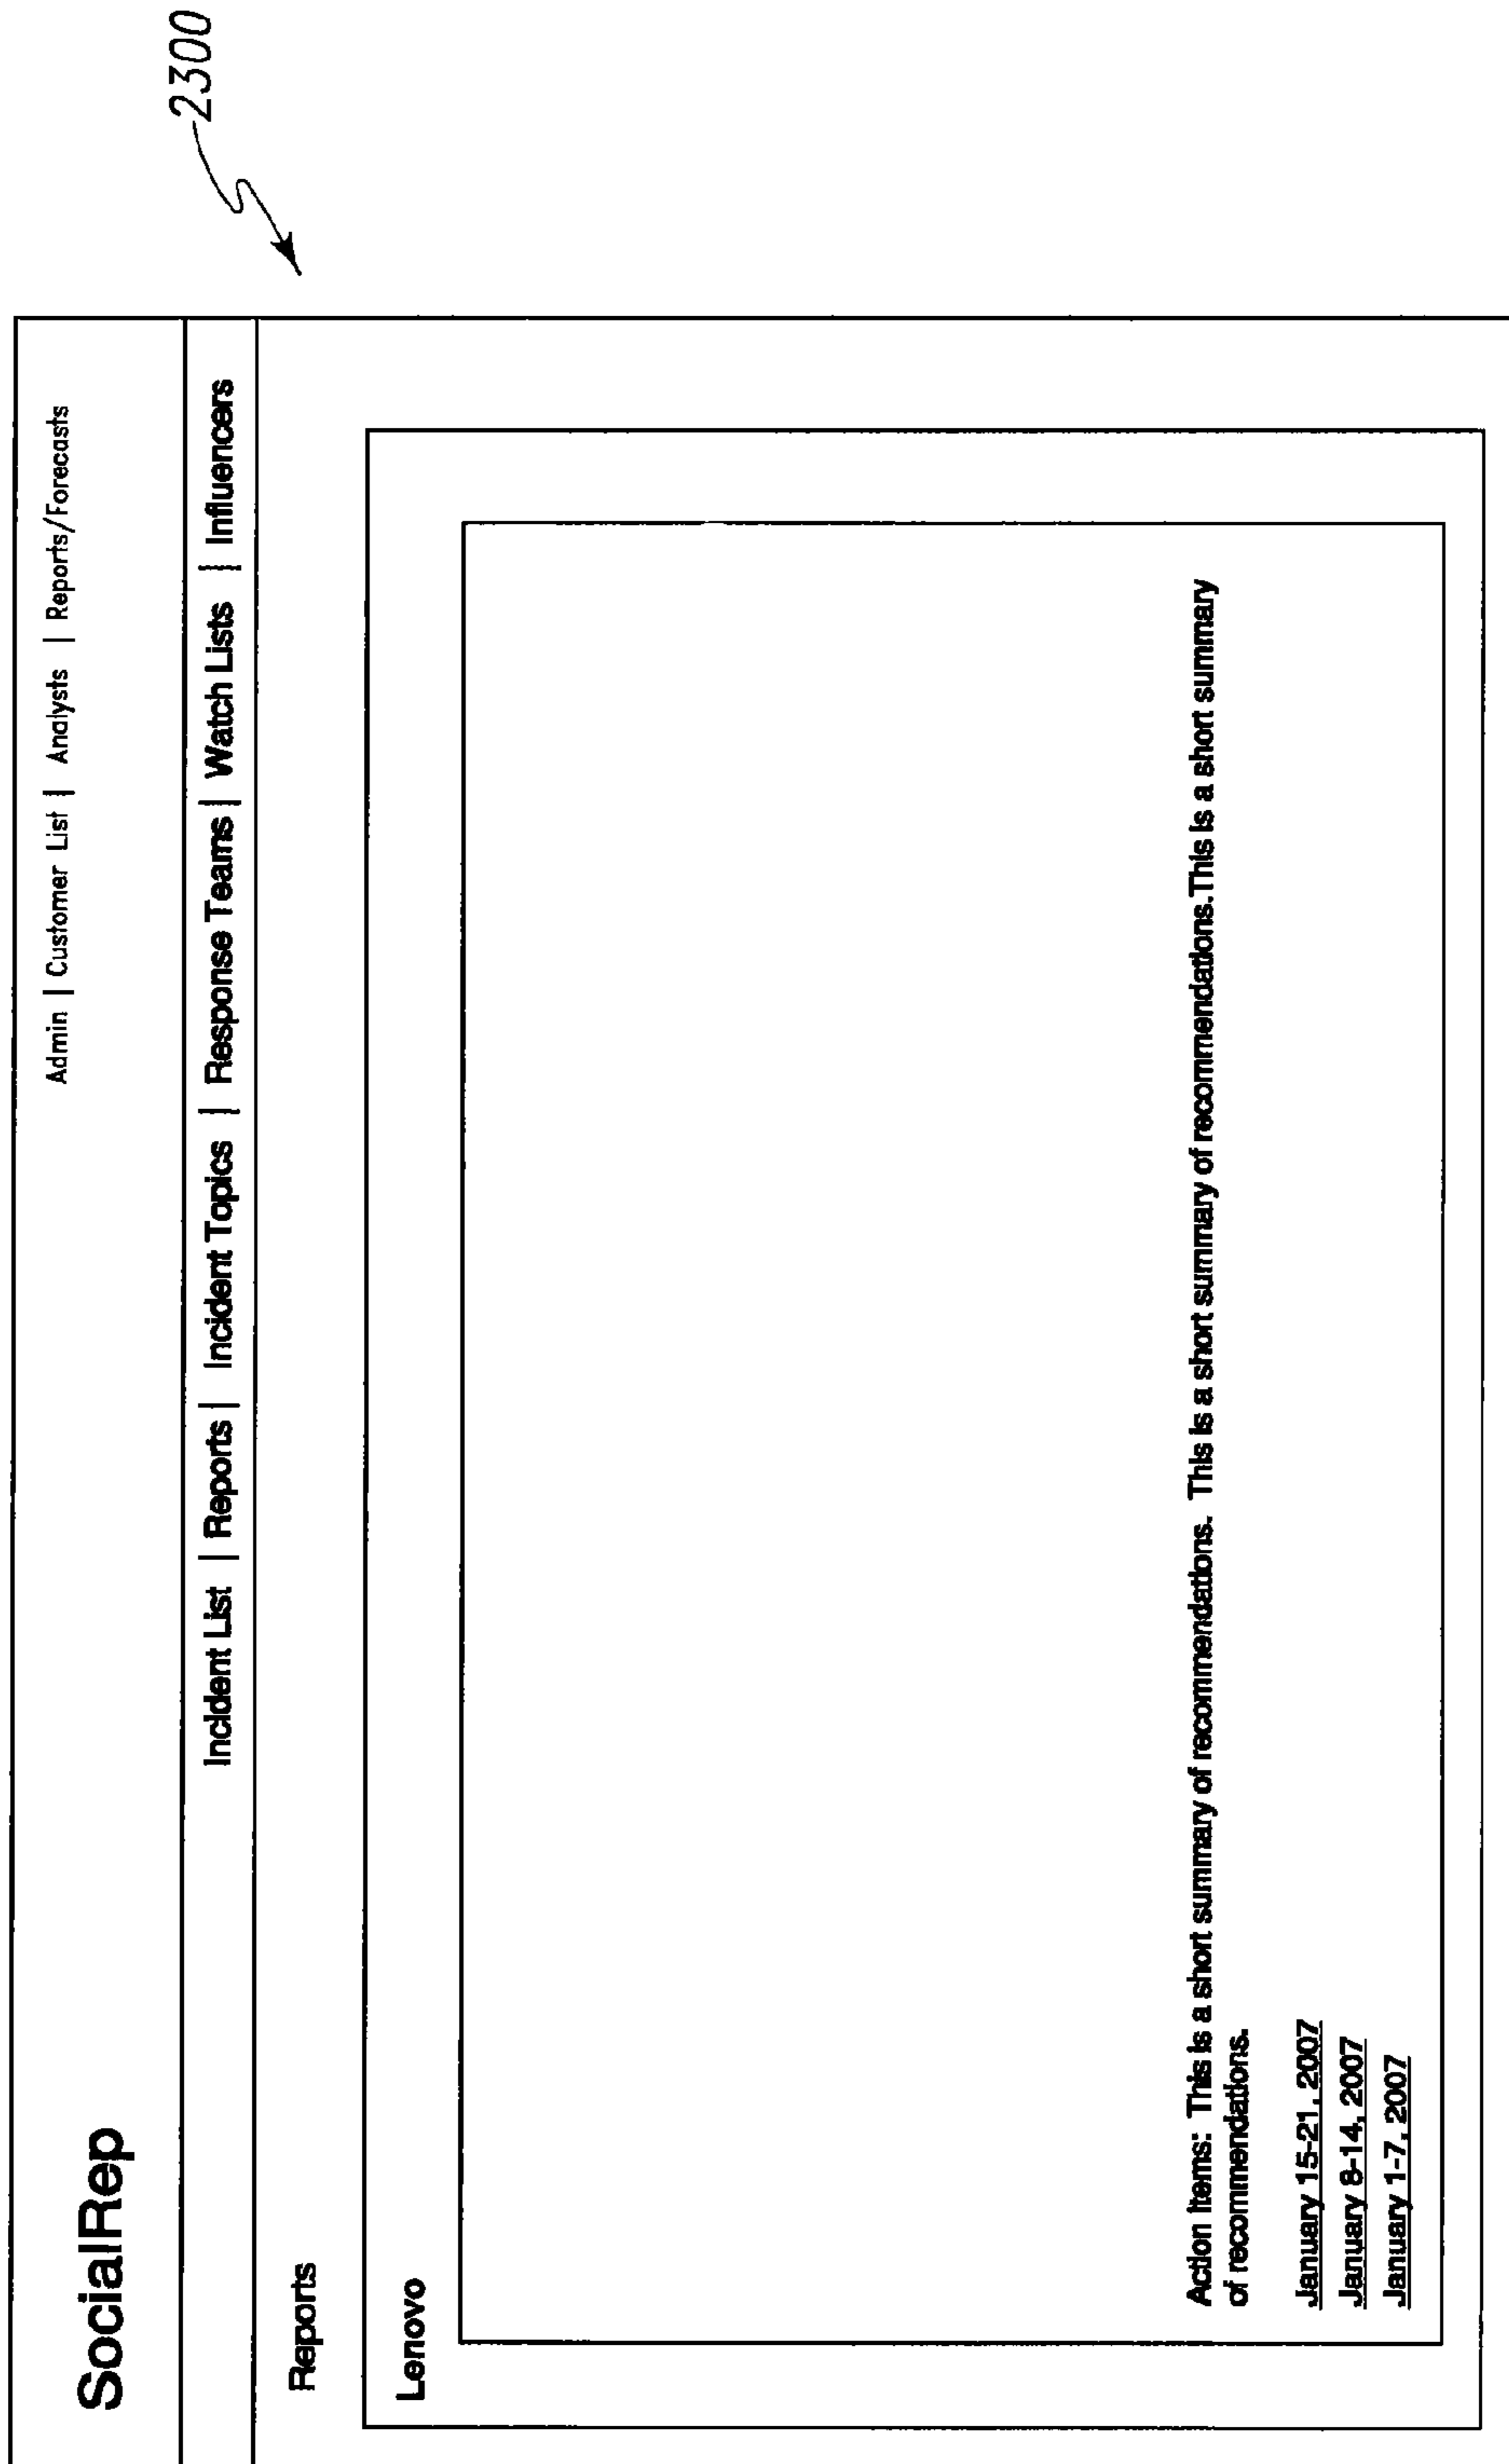 2300
SocialRep
Admin | Customer List | Analysts | Reports/Forecasts
Incident List | Reports | Incident Topics | Response Teams | Watch Lists | Influencers
Reports
Lenovo
Action items: This is a short summary of recommendations. This is a short summary of recommendations.This is a short summary
of recommendations.
January 15-21, 2007
January 8-14, 2007
January 1-7, 2007